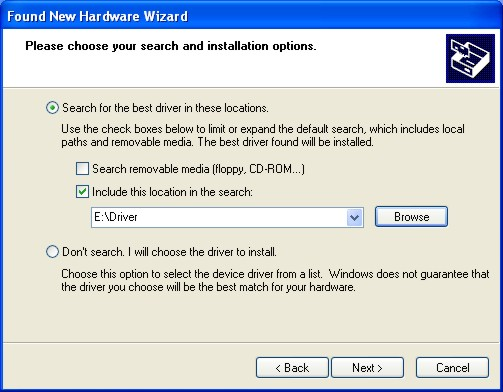 Found New Hardware Wizard
Please choose your search and installation options.
Search for the best driver in these locations.
Use the check boxes below to limit or expand the default search, which includes local
paths and removable media. The best driver found will be installed.
Search removable media (floppy, CD-ROM...)
Include this location in the search:
E:\Driver
Browse
Don't search. I will choose the driver to install.
Choose this option to select the device driver from a list. Windows does not guarantee that
the driver you choose will be the best match for your hardware.
< Back
Next >
Cancel